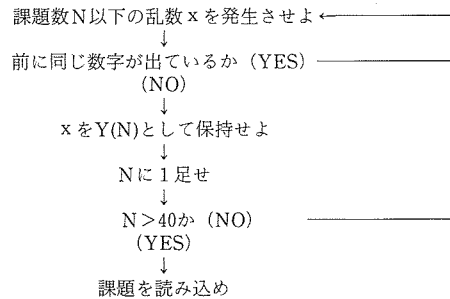 課題数N以下の乱数xを発生させよ
前に同じ数字が出ているか(YES)
(NO)
xをY(N)として保持せよ
Nに1足せ
N>40か(NO)
(YES)
課題を読み込め